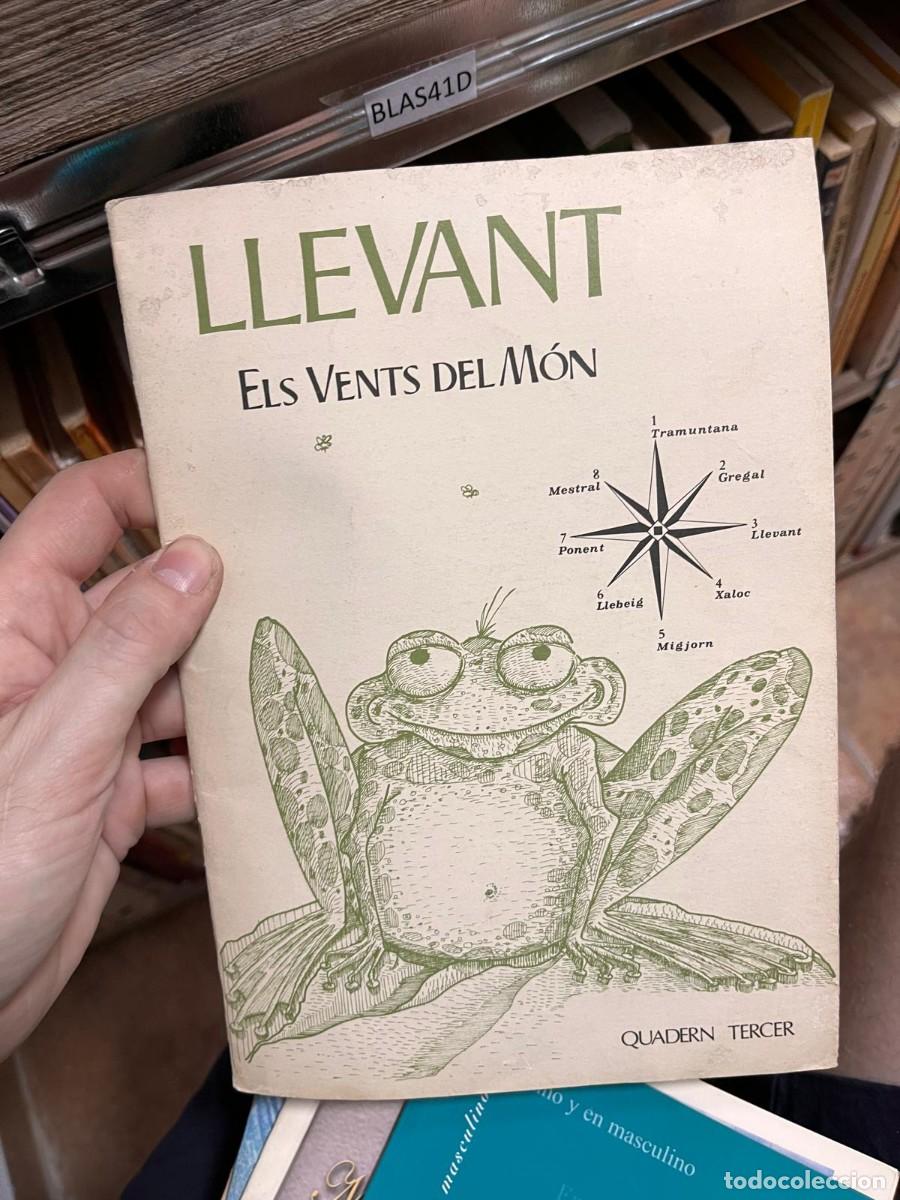 BLAS41D
LLEVANT
ELS VENTS DEL MÓN
1
Tramuntana
2
Gregal
8
Mestral
3
Llevant
7
Ponent
4
Xaloc
6
Llebeig
5
Migjorn
QUADERN TERCER
y en masculino
masculino
todocoleccion